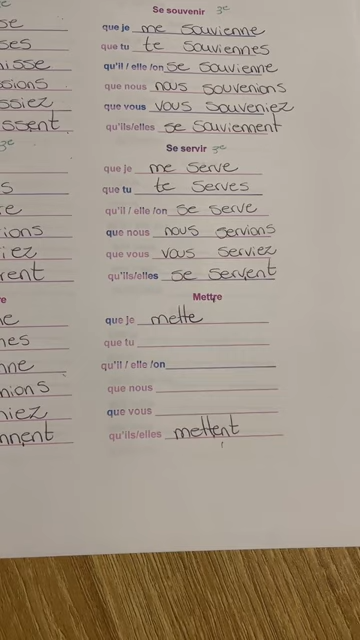 Se souvenir 3e
que je me souvienne
que tu te souviennes
qu'il / elle /on se souvienne
que nous nous souvenions
que vous vous souveniez
qu'ils/elles se souviennent
Se servir 3e
que je me serve
que tu te serves
qu'il / elle /on se serve
que nous nous servions
que vous vous serviez
qu'ils/elles se servent
Mettre
que je mette
que tu
qu'il / elle /on
que nous
que vous
qu'ils/elles mettent